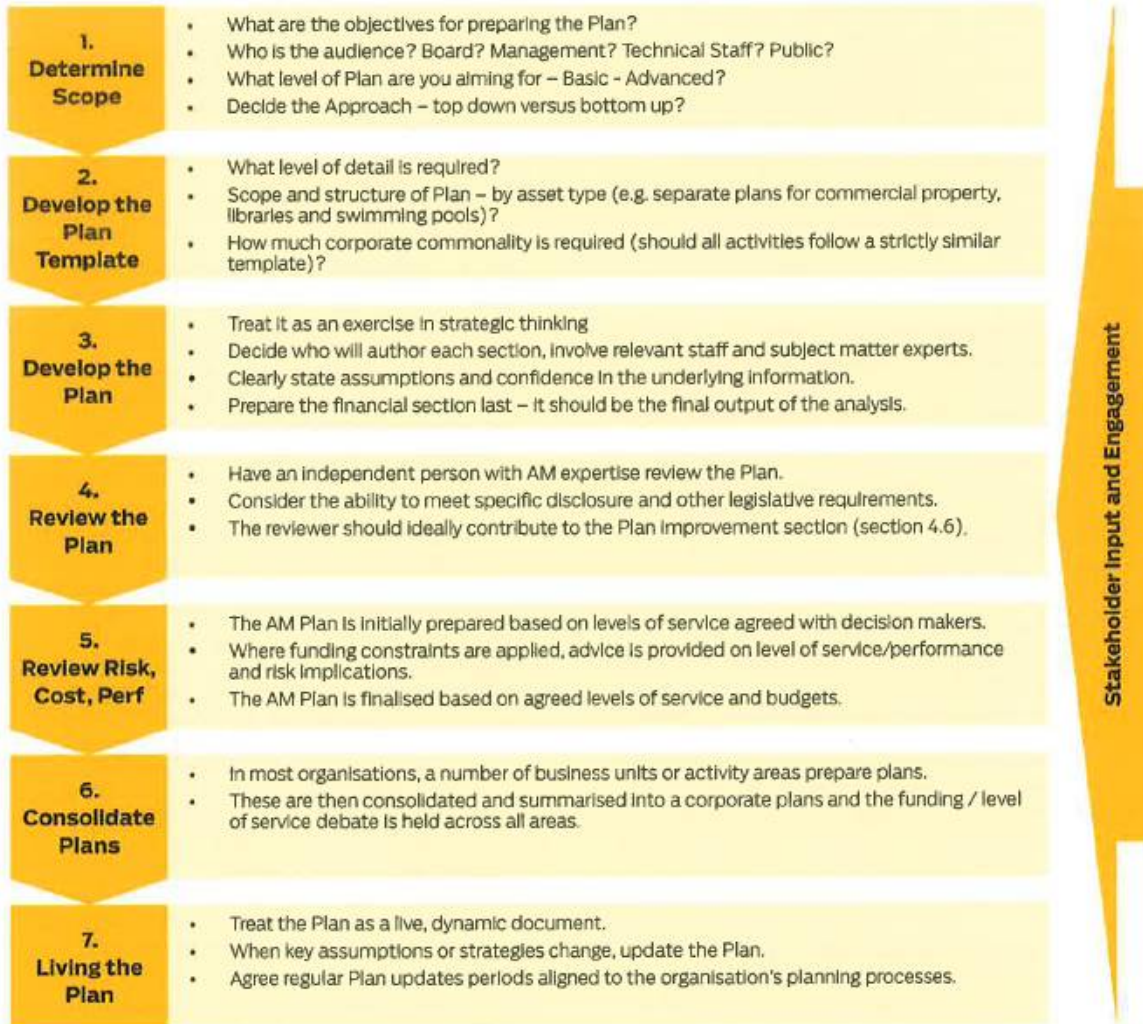 1.
Determine
Scope
• What are the objectives for preparing the Plan?
• Who is the audience? Board? Management? Technical Staff? Public?
• What level of Plan are you aiming for – Basic - Advanced?
• Decide the Approach – top down versus bottom up?
2.
Develop the
Plan
Template
• What level of detail is required?
• Scope and structure of Plan – by asset type (e.g. separate plans for commercial property,
libraries and swimming pools)?
• How much corporate commonality is required (should all activities follow a strictly similar
template)?
3.
Develop the
Plan
• Treat it as an exercise in strategic thinking
• Decide who will author each section, involve relevant staff and subject matter experts.
• Clearly state assumptions and confidence in the underlying information.
• Prepare the financial section last – it should be the final output of the analysis.
4.
Review the
Plan
• Have an independent person with AM expertise review the Plan.
• Consider the ability to meet specific disclosure and other legislative requirements.
• The reviewer should ideally contribute to the Plan improvement section (section 4.6).
5.
Review Risk,
Cost, Perf
• The AM Plan is initially prepared based on levels of service agreed with decision makers.
• Where funding constraints are applied, advice is provided on level of service/performance
and risk implications.
• The AM Plan is finalised based on agreed levels of service and budgets.
6.
Consolidate
Plans
• In most organisations, a number of business units or activity areas prepare plans.
• These are then consolidated and summarised into a corporate plans and the funding / level
of service debate is held across all areas.
7.
Living the
Plan
• Treat the Plan as a live, dynamic document.
• When key assumptions or strategies change, update the Plan.
• Agree regular Plan updates periods aligned to the organisation's planning processes.
Stakeholder Input and Engagement